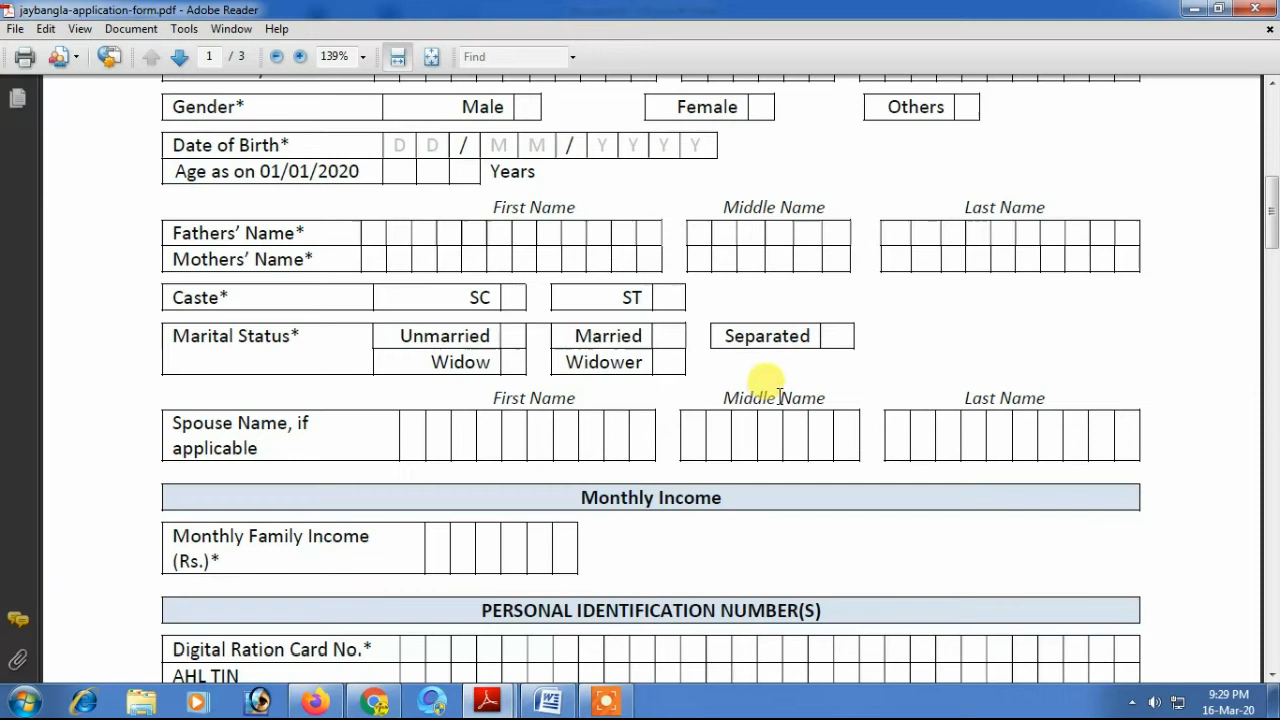 jaybangla-application-form.pdf - Adobe Reader
File Edit View Document Tools Window Help
1 / 3 139% Find
Gender* Male Female Others
Date of Birth* D D / M M / Y Y Y Y
Age as on 01/01/2020 Years
First Name Middle Name Last Name
Fathers’ Name*
Mothers’ Name*
Caste* SC ST
Marital Status* Unmarried Married Separated
Widow Widower
First Name Middle Name Last Name
Spouse Name, if
applicable
Monthly Income
Monthly Family Income
(Rs.)*
PERSONAL IDENTIFICATION NUMBER(S)
Digital Ration Card No.*
AHL TIN
9:29 PM
16-Mar-20